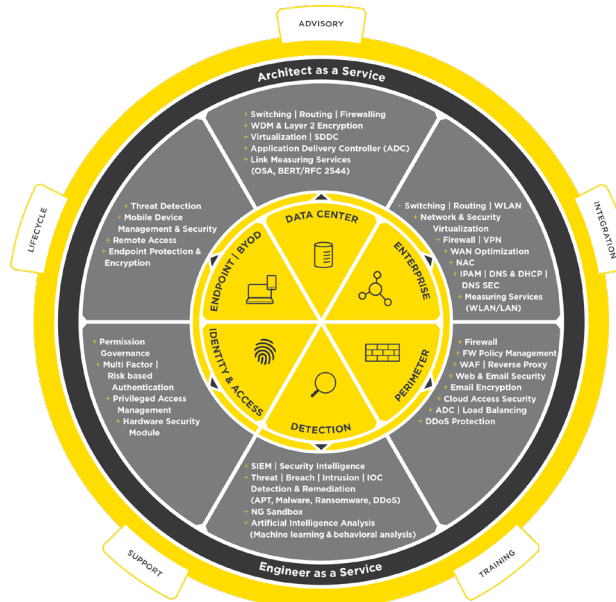 ADVISORY
Architect as a Service
+ Switching | Routing | Firewalling
+ WDM & Layer 2 Encryption
+ Virtualization | SDDC
+ Application Delivery Controller (ADC)
+ Link Measuring Services
(OSA, BERT/RFC 2544)
+ Threat Detection
+ Mobile Device
Management & Security
+ Remote Access
+ Endpoint Protection &
Encryption
+ Switching | Routing | WLAN
+ Network & Security
Virtualization
+ Firewall | VPN
+ WAN Optimization
+ NAC
+ IPAM | DNS & DHCP |
DNS SEC
+ Measuring Services
(WLAN/LAN)
LIFECYCLE
INTEGRATION
DATA CENTER
ENDPOINT | BYOD
ENTERPRISE
IDENTITY & ACCESS
PERIMETER
DETECTION
+ Permission
Governance
+ Multi Factor |
Risk based
Authentication
+ Privileged Access
Management
+ Hardware Security
Module
+ Firewall
+ FW Policy Management
+ WAF | Reverse Proxy
+ Web & Email Security
+ Email Encryption
+ Cloud Access Security
+ ADC | Load Balancing
+ DDoS Protection
+ SIEM | Security Intelligence
+ Threat | Breach | Intrusion | IOC
Detection & Remediation
(APT, Malware, Ransomware, DDoS)
+ NG Sandbox
+ Artificial Intelligence Analysis
(Machine learning & behavioral analysis)
Engineer as a Service
SUPPORT
TRAINING